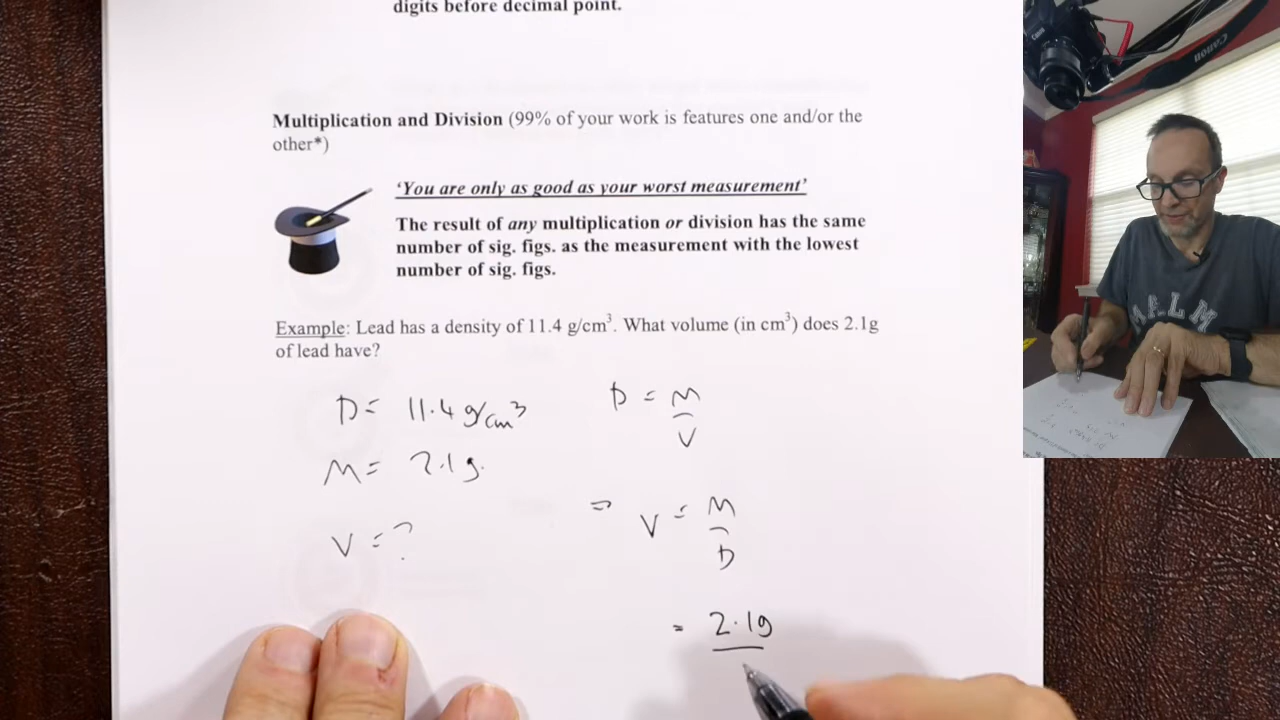 digits before decimal point.
Multiplication and Division (99% of your work is features one and/or the
other*)
‘You are only as good as your worst measurement’
The result of any multiplication or division has the same
number of sig. figs. as the measurement with the lowest
number of sig. figs.
Example: Lead has a density of 11.4 g/cm³. What volume (in cm³) does 2.1g
of lead have?
D = 11.4 g/cm³
M = 2.1g.
V = ?
D = M/V
⇒ V = M/D
= 2.1g
Canon